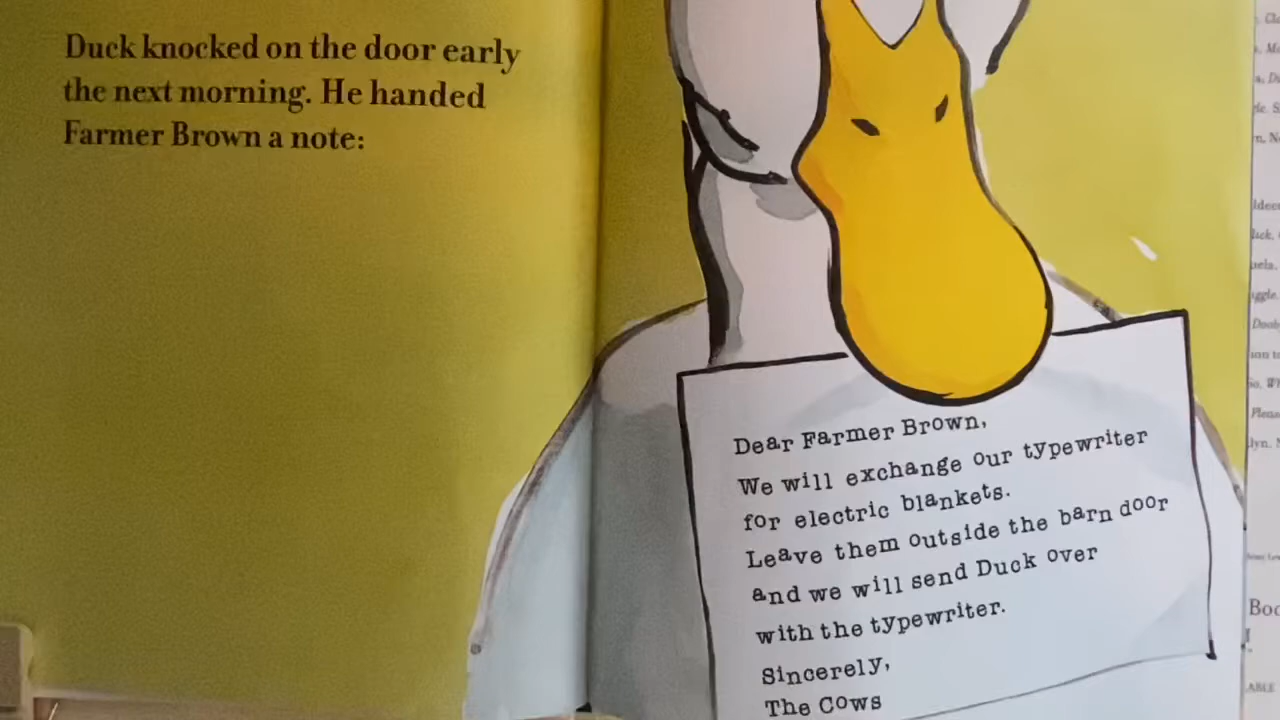 Duck knocked on the door early
the next morning. He handed
Farmer Brown a note:
Dear Farmer Brown,
We will exchange our typewriter
for electric blankets.
Leave them outside the barn door
and we will send Duck over
with the typewriter.
Sincerely,
The Cows